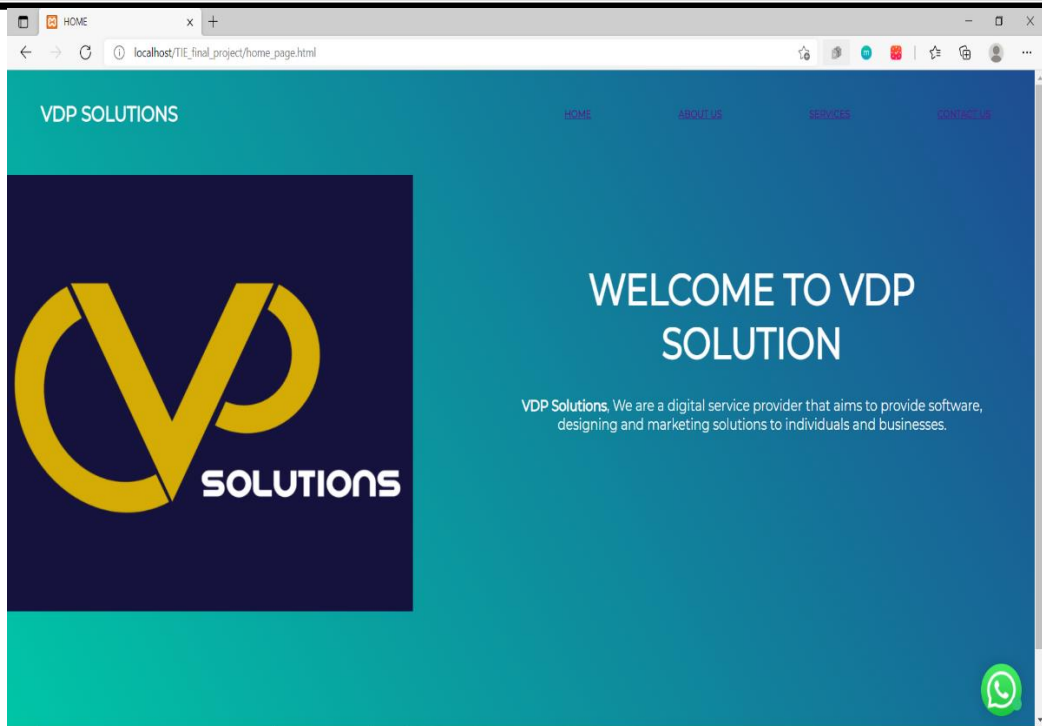 HOME
localhost/TIE_final_project/home_page.html
VDP SOLUTIONS
HOME
ABOUT US
SERVICES
CONTACT US
VP
SOLUTIONS
WELCOME TO VDP
SOLUTION
VDP Solutions, We are a digital service provider that aims to provide software,
designing and marketing solutions to individuals and businesses.